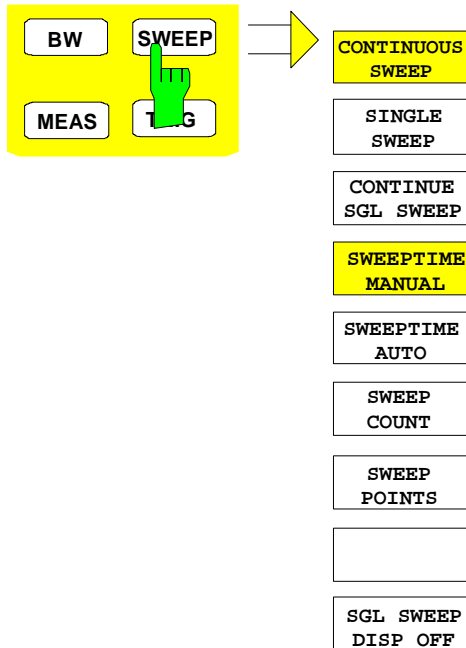 BW
SWEEP
MEAS
CONTINUOUS
SWEEP
SINGLE
SWEEP
CONTINUE
SGL SWEEP
SWEEPTIME
MANUAL
SWEEPTIME
AUTO
SWEEP
COUNT
SWEEP
POINTS
SGL SWEEP
DISP OFF